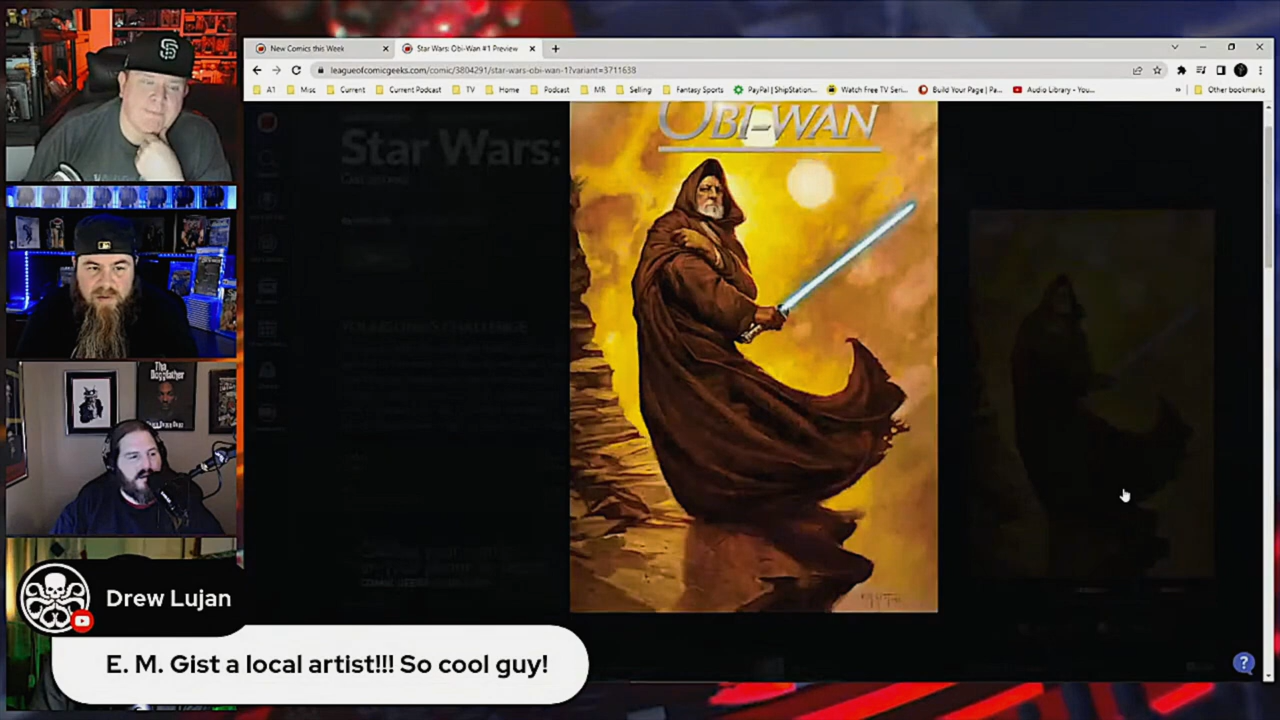 New Comics this Week
Star Wars: Obi-Wan #1 Preview
leagueofcomicgeeks.com/comic/3804291/star-wars-obi-wan-1?variant=3711638
A1
Misc
Current
Current Podcast
TV
Home
Podcast
MR
Selling
Fantasy Sports
PayPal | ShipStation...
Watch Free TV Seri...
Build Your Page | Pa...
Audio Library - You...
Other bookmarks
Star Wars:
OBI-WAN
Tha
Doggfather
Drew Lujan
E. M. Gist a local artist!!! So cool guy!